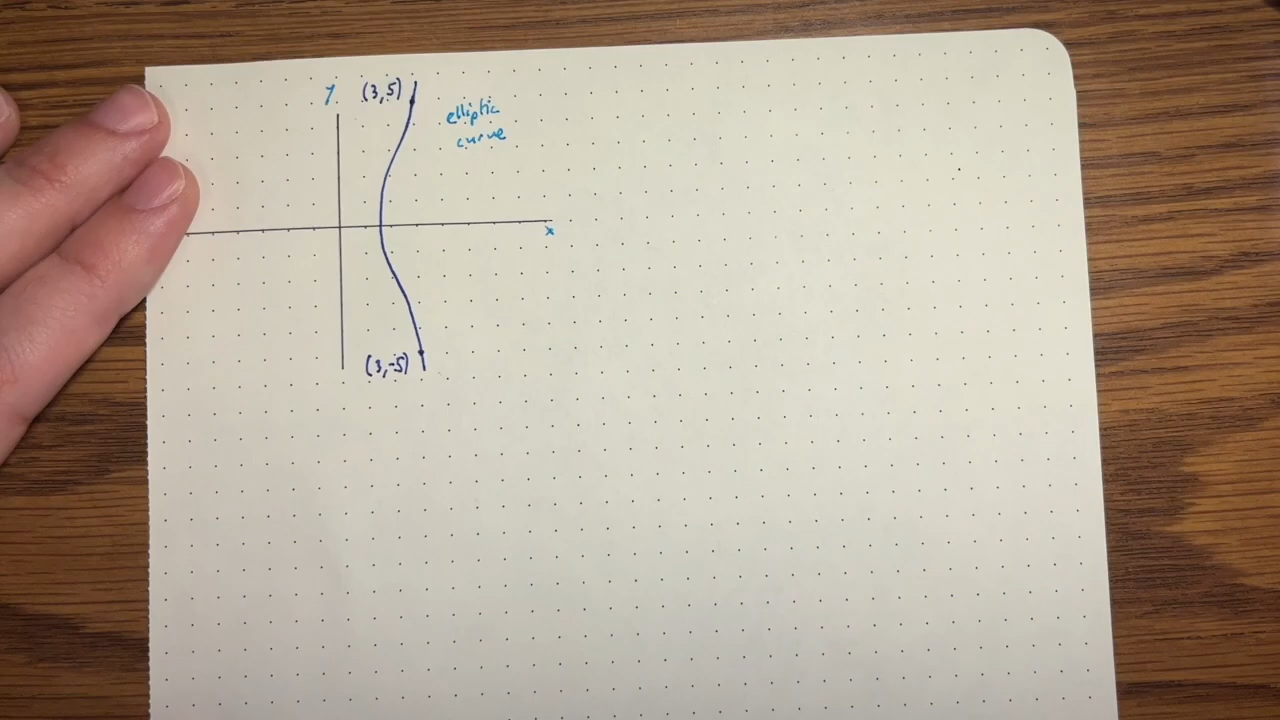 y
(3,5)
elliptic
curve
x
(3,-5)